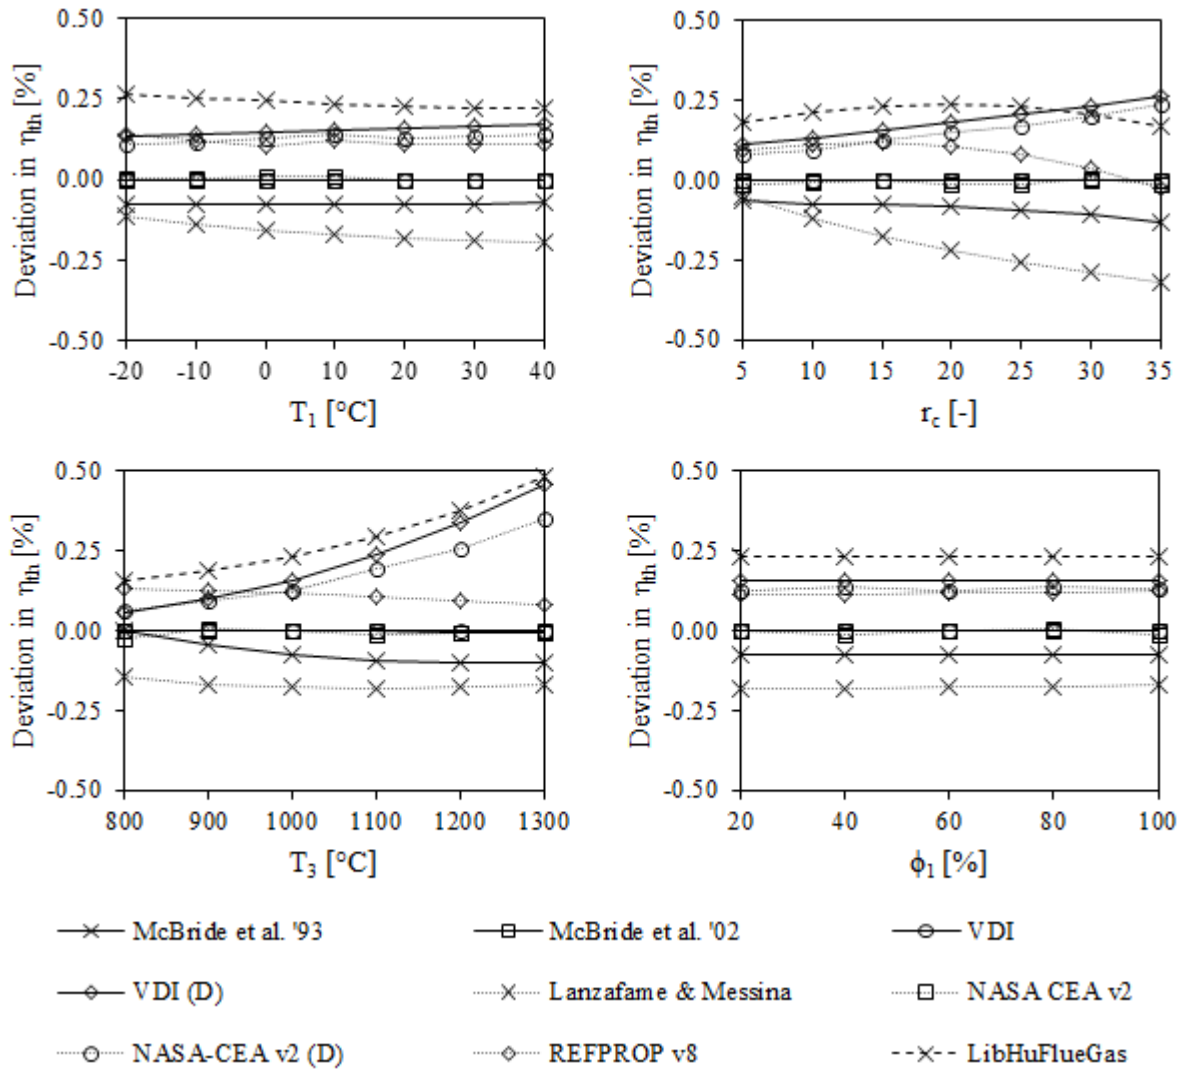 0.50
0.25
0.00
-0.25
-0.50
Deviation in ηth [%]
-20 -10 0 10 20 30 40
T1 [°C]
0.50
0.25
0.00
-0.25
-0.50
Deviation in ηth [%]
5 10 15 20 25 30 35
rc [-]
0.50
0.25
0.00
-0.25
-0.50
Deviation in ηth [%]
800 900 1000 1100 1200 1300
T3 [°C]
0.50
0.25
0.00
-0.25
-0.50
Deviation in ηth [%]
20 40 60 80 100
ϕ1 [%]
McBride et al. '93 McBride et al. '02 VDI
VDI (D) Lanzafame & Messina NASA CEA v2
NASA-CEA v2 (D) REFPROP v8 LibHuFlueGas